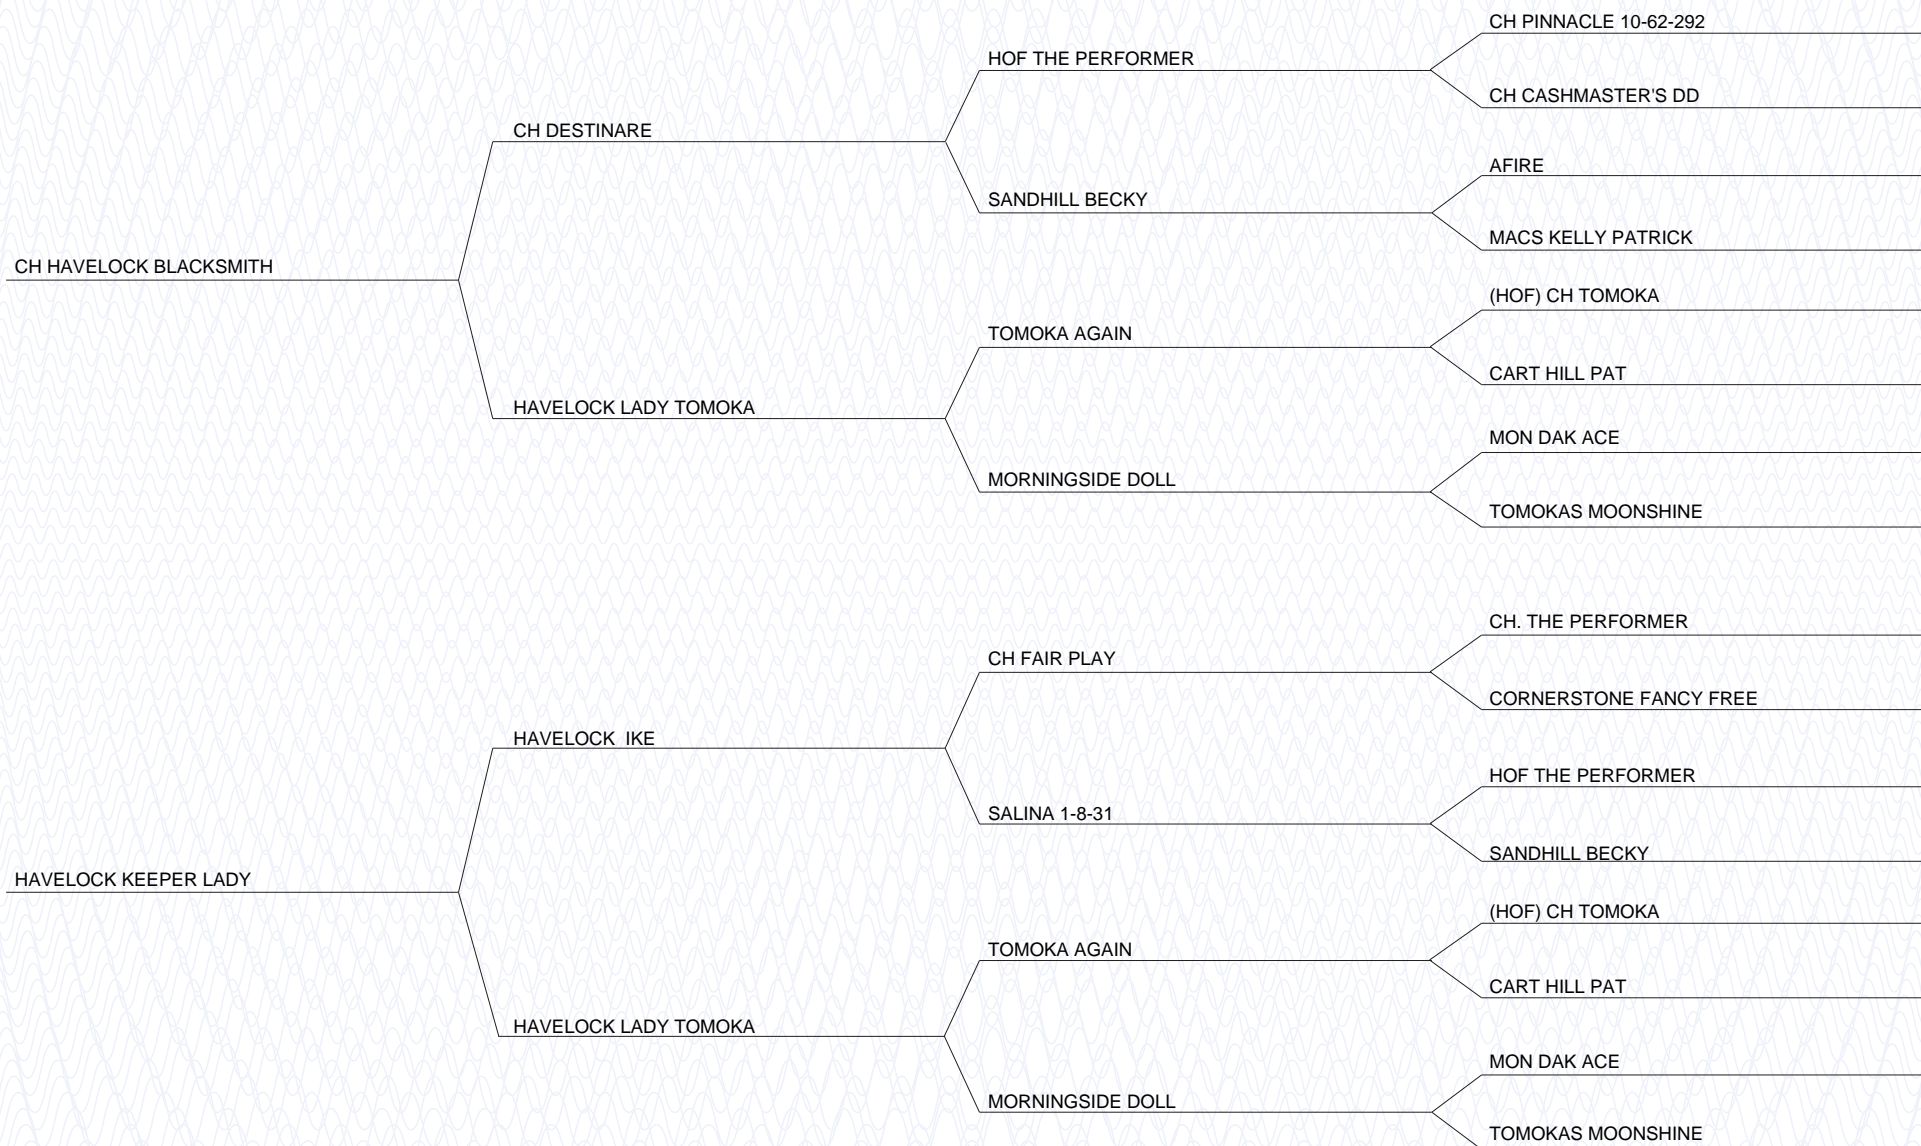 CH PINNACLE 10-62-292
HOF THE PERFORMER
CH CASHMASTER'S DD
CH DESTINARE
AFIRE
SANDHILL BECKY
MACS KELLY PATRICK
CH HAVELOCK BLACKSMITH
(HOF) CH TOMOKA
TOMOKA AGAIN
CART HILL PAT
HAVELOCK LADY TOMOKA
MON DAK ACE
MORNINGSIDE DOLL
TOMOKAS MOONSHINE
CH. THE PERFORMER
CH FAIR PLAY
CORNERSTONE FANCY FREE
HAVELOCK  IKE
HOF THE PERFORMER
SALINA 1-8-31
SANDHILL BECKY
HAVELOCK KEEPER LADY
(HOF) CH TOMOKA
TOMOKA AGAIN
CART HILL PAT
HAVELOCK LADY TOMOKA
MON DAK ACE
MORNINGSIDE DOLL
TOMOKAS MOONSHINE